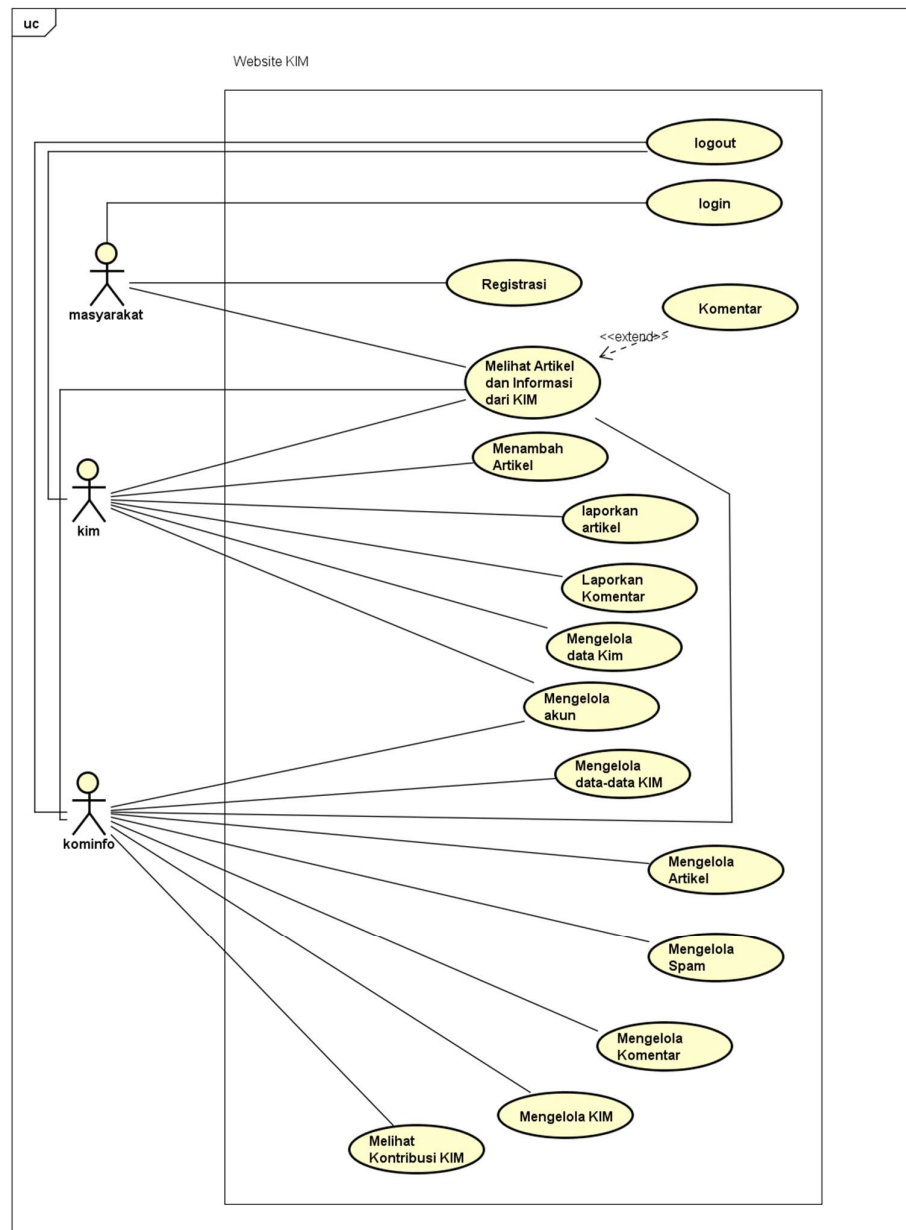 uc
Website KIM
logout
login
Registrasi
masyarakat
Komentar
<<extend>>
Melihat Artikel
dan Informasi
dari KIM
Menambah
Artikel
kim
laporkan
artikel
Laporkan
Komentar
Mengelola
data Kim
Mengelola
akun
Mengelola
data-data KIM
kominfo
Mengelola
Artikel
Mengelola
Spam
Mengelola
Komentar
Mengelola KIM
Melihat
Kontribusi KIM